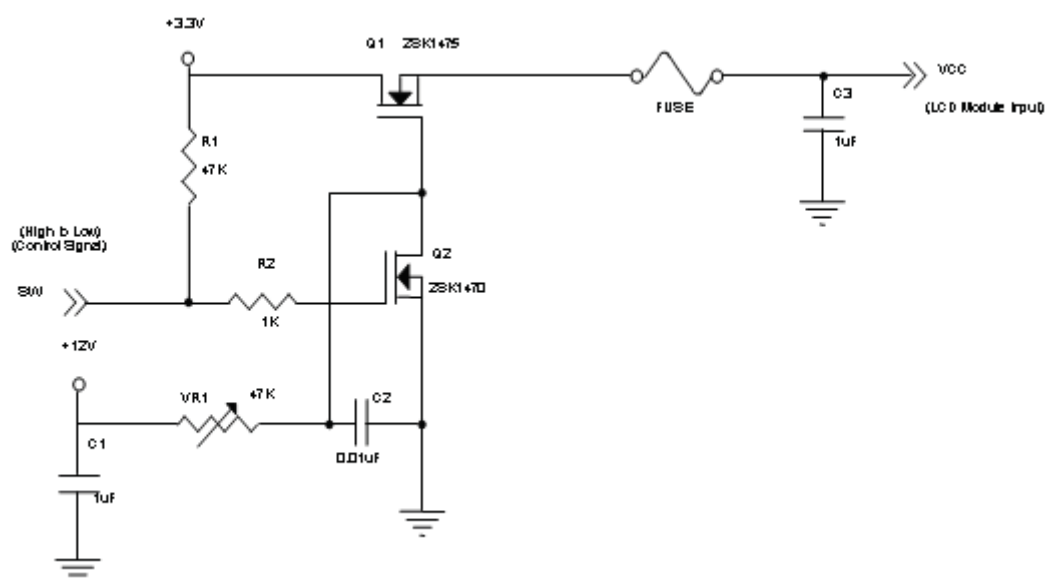 +3.3V
Q1 2SK1475
VCC
FUSE
C3
(LCD Module Input)
R1
1uF
47K
(High to Low)
(Control Signal)
Q2
R2
SW
2SK1470
1K
+12V
VR1
47K
C2
C1
0.01uF
1uF